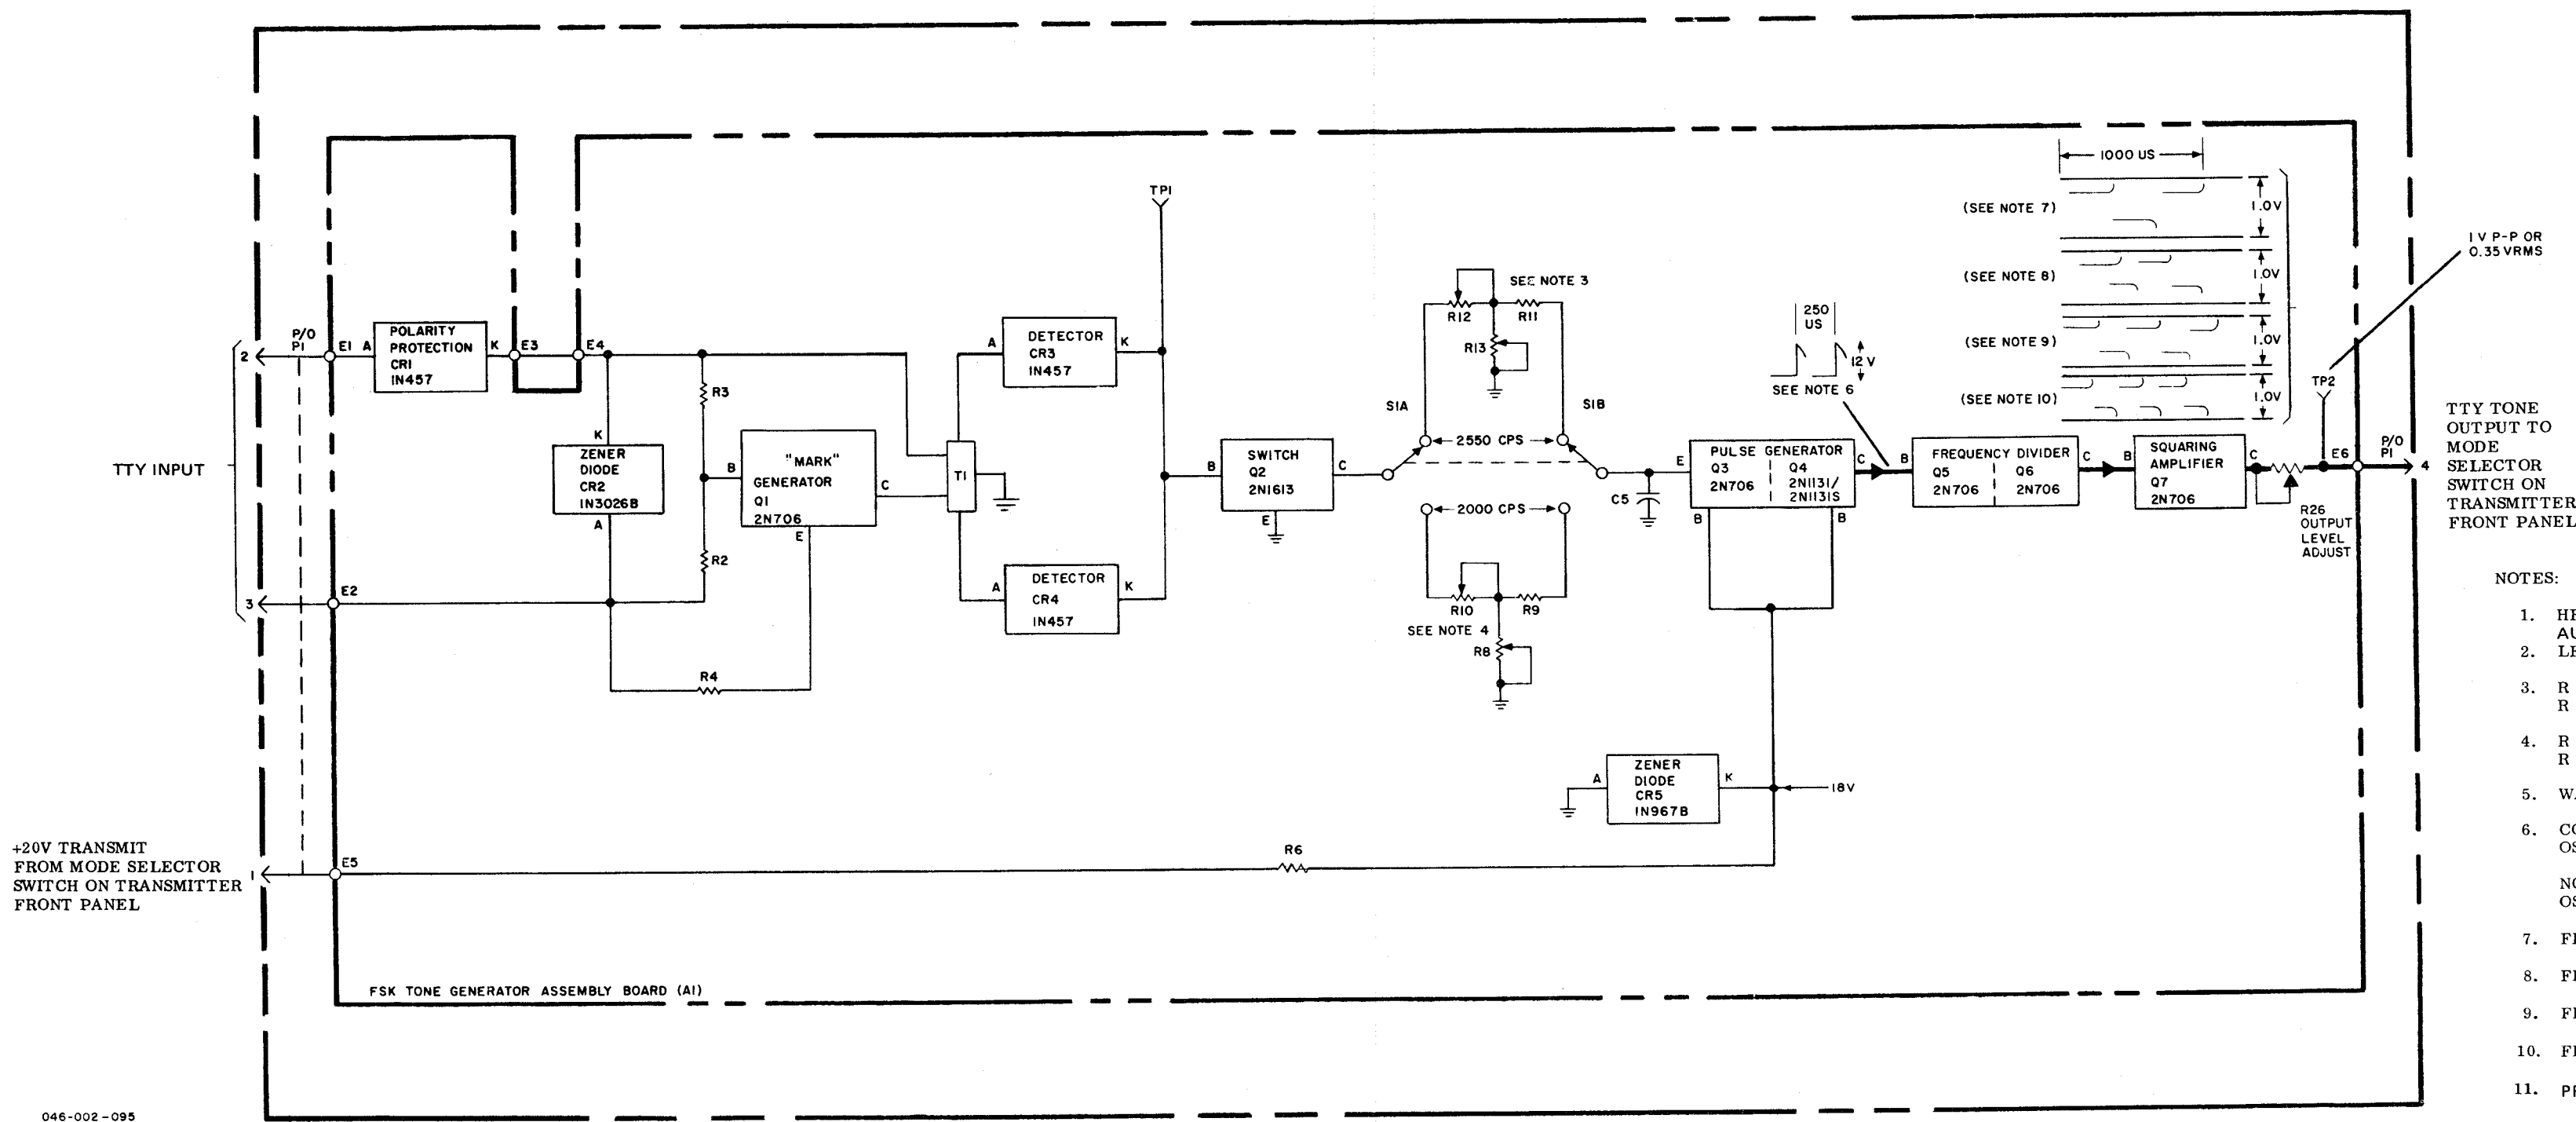 TTY INPUT
2
3
P/O
P1
E1
A
POLARITY
PROTECTION
CR1
IN457
K
E3
E4
K
ZENER
DIODE
CR2
IN3026B
A
E2
R3
R2
R4
B
"MARK"
GENERATOR
Q1
2N706
C
E
T1
A
DETECTOR
CR3
IN457
K
A
DETECTOR
CR4
IN457
K
TP1
B
SWITCH
Q2
2N1613
C
E
SEE NOTE 3
R12
R11
R13
S1A
S1B
2550 CPS
2000 CPS
R10
R9
SEE NOTE 4
R8
C5
250
US
12 V
SEE NOTE 6
E
PULSE GENERATOR
Q3
2N706
Q4
2N1131/
2N1131S
C
B
B
B
FREQUENCY DIVIDER
Q5
2N706
Q6
2N706
C
B
SQUARING
AMPLIFIER
Q7
2N706
C
R26
OUTPUT
LEVEL
ADJUST
1000 US
(SEE NOTE 7)
1.0V
(SEE NOTE 8)
1.0V
(SEE NOTE 9)
1.0V
(SEE NOTE 10)
1.0V
1 V P-P OR
0.35 VRMS
TP2
E6
P/O
P1
4
TTY TONE
OUTPUT TO
MODE
SELECTOR
SWITCH ON
TRANSMITTER
FRONT PANEL
A
ZENER
DIODE
CR5
IN967B
K
18V
R6
+20V TRANSMIT
FROM MODE SELECTOR
SWITCH ON TRANSMITTER
FRONT PANEL
1
E5
FSK TONE GENERATOR ASSEMBLY BOARD (A1)
046-002-095
NOTES:
1.
2.
3. R
R
4. R
R
5.
6.
7.
8.
9.
10.
11.